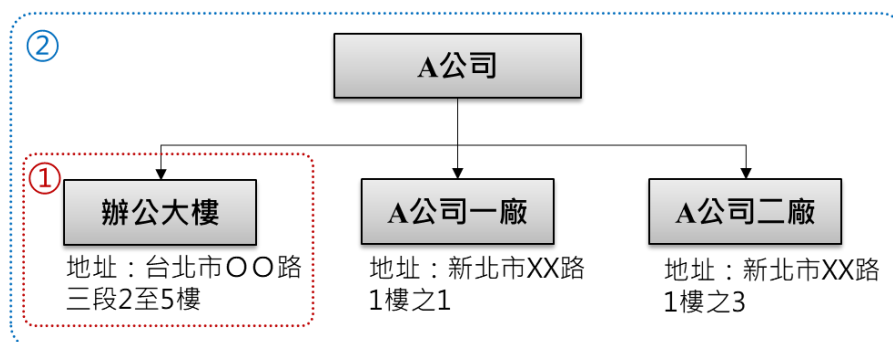 ②
A公司
①
辦公大樓
A公司一廠
A公司二廠
地址：台北市〇〇路
三段2至5樓
地址：新北市XX路
1樓之1
地址：新北市XX路
1樓之3